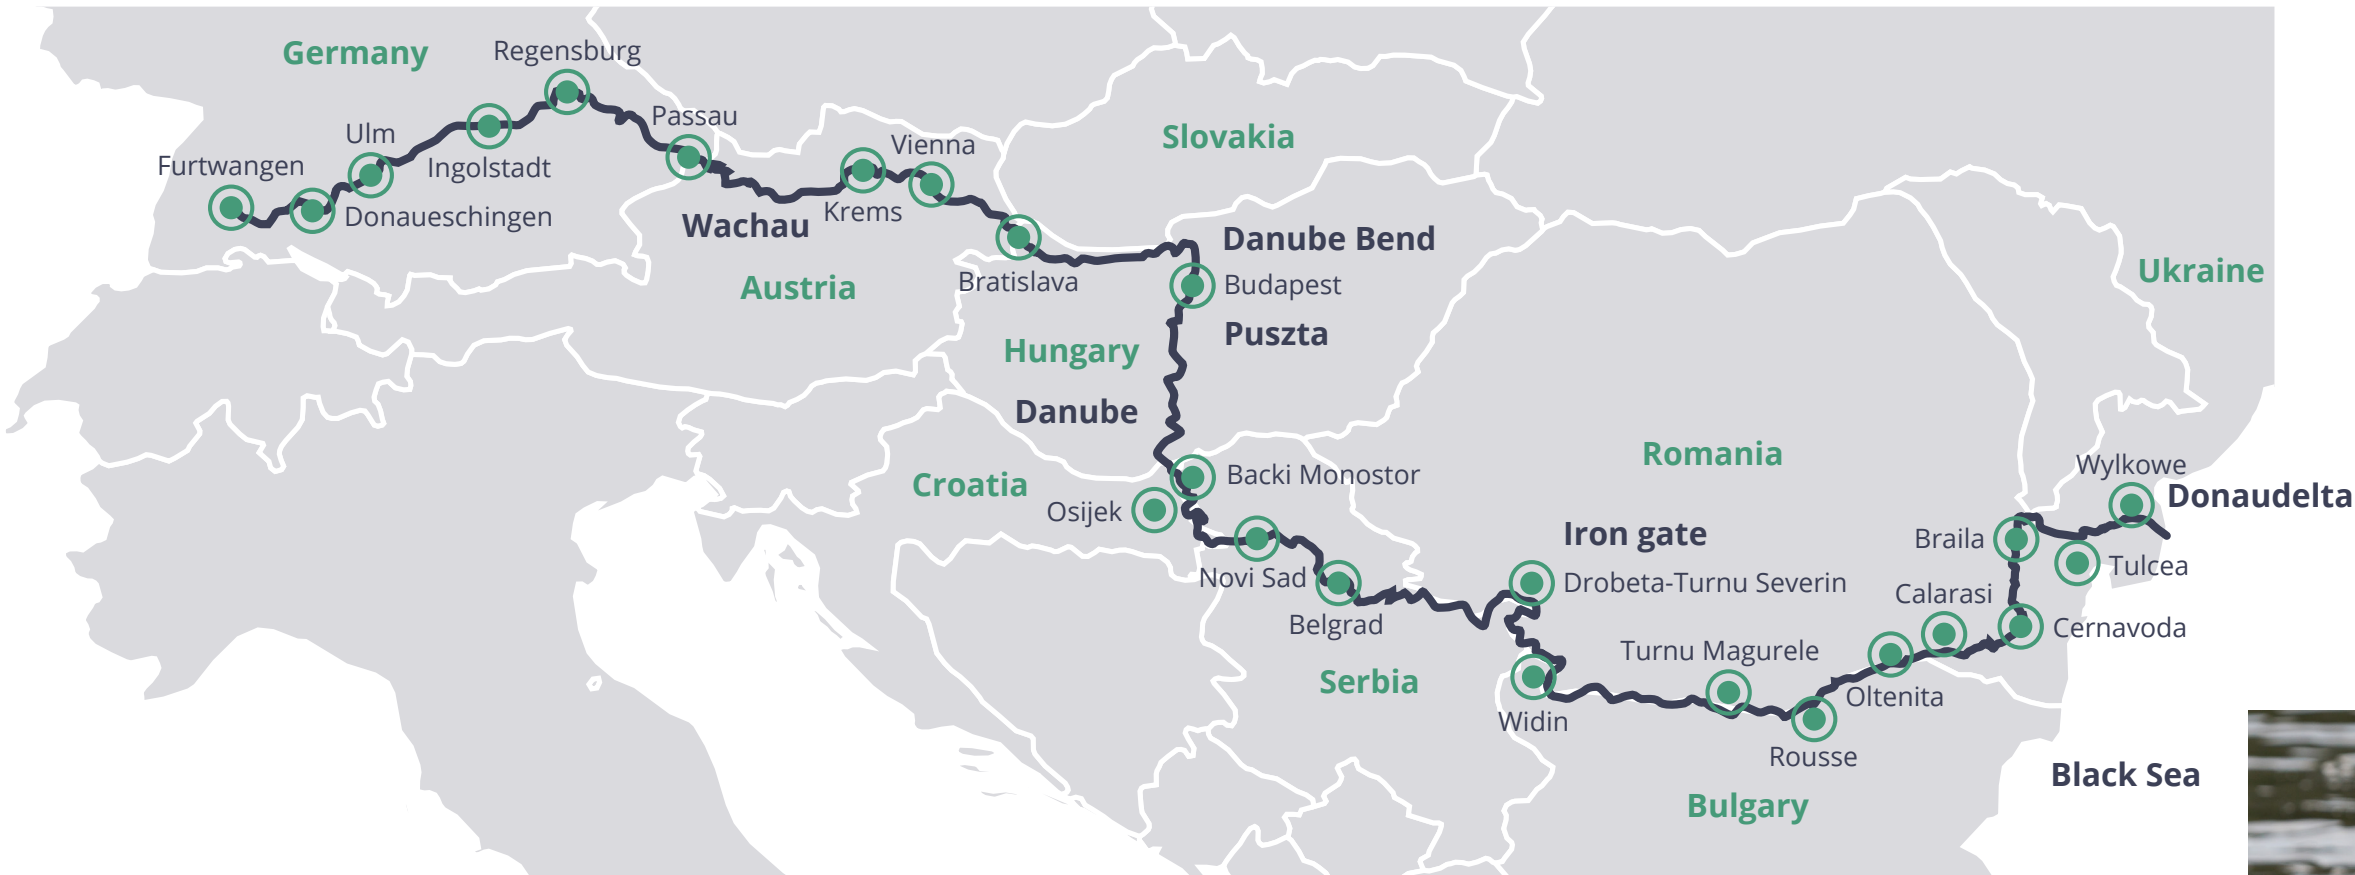 Germany
Regensburg
Passau
Ulm
Ingolstadt
Furtwangen
Donaueschingen
Vienna
Wachau
Krems
Slovakia
Austria
Bratislava
Danube Bend
Budapest
Puszta
Hungary
Danube
Ukraine
Croatia
Backi Monostor
Osijek
Novi Sad
Belgrad
Romania
Iron gate
Drobeta-Turnu Severin
Serbia
Turnu Magurele
Widin
Rousse
Oltenita
Calarasi
Braila
Cernavoda
Tulcea
Wylkowe
Donaudelta
Black Sea
Bulgary